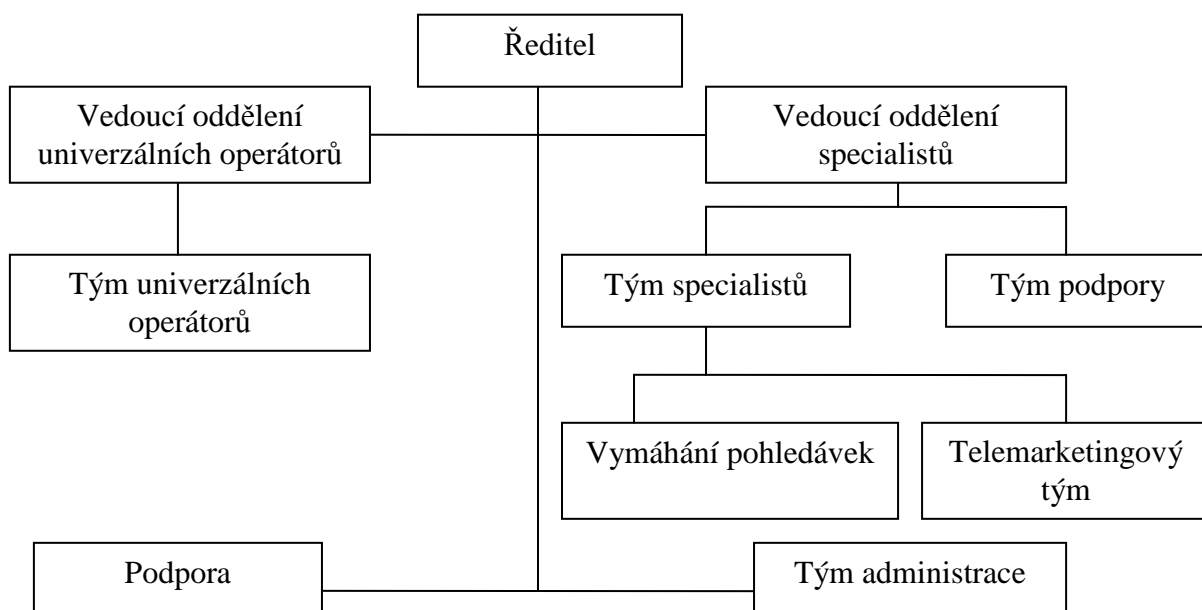 Ředitel
Vedoucí oddělení
univerzálních operátorů
Vedoucí oddělení
specialistů
Tým univerzálních
operátorů
Tým specialistů
Tým podpory
Vymáhání pohledávek
Telemarketingový
tým
Podpora
Tým administrace